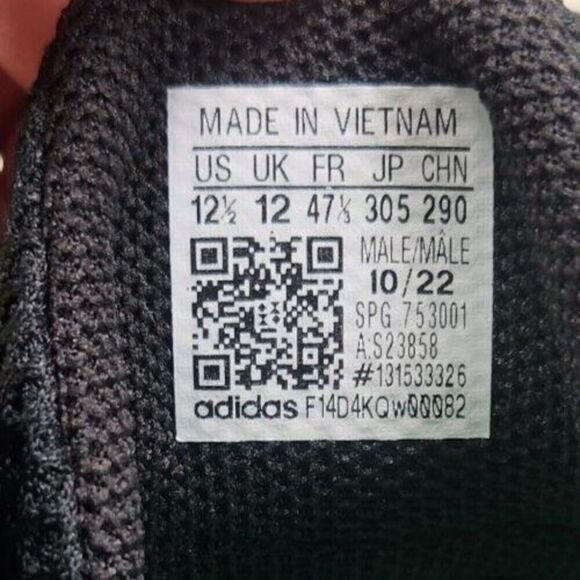 MADE IN VIETNAM
US UK FR JP CHN
12½ 12 47⅓ 305 290
MALE/MÂLE
10/22
SPG 753001
A:S23858
#131533326
adidas F14D4KQW00082